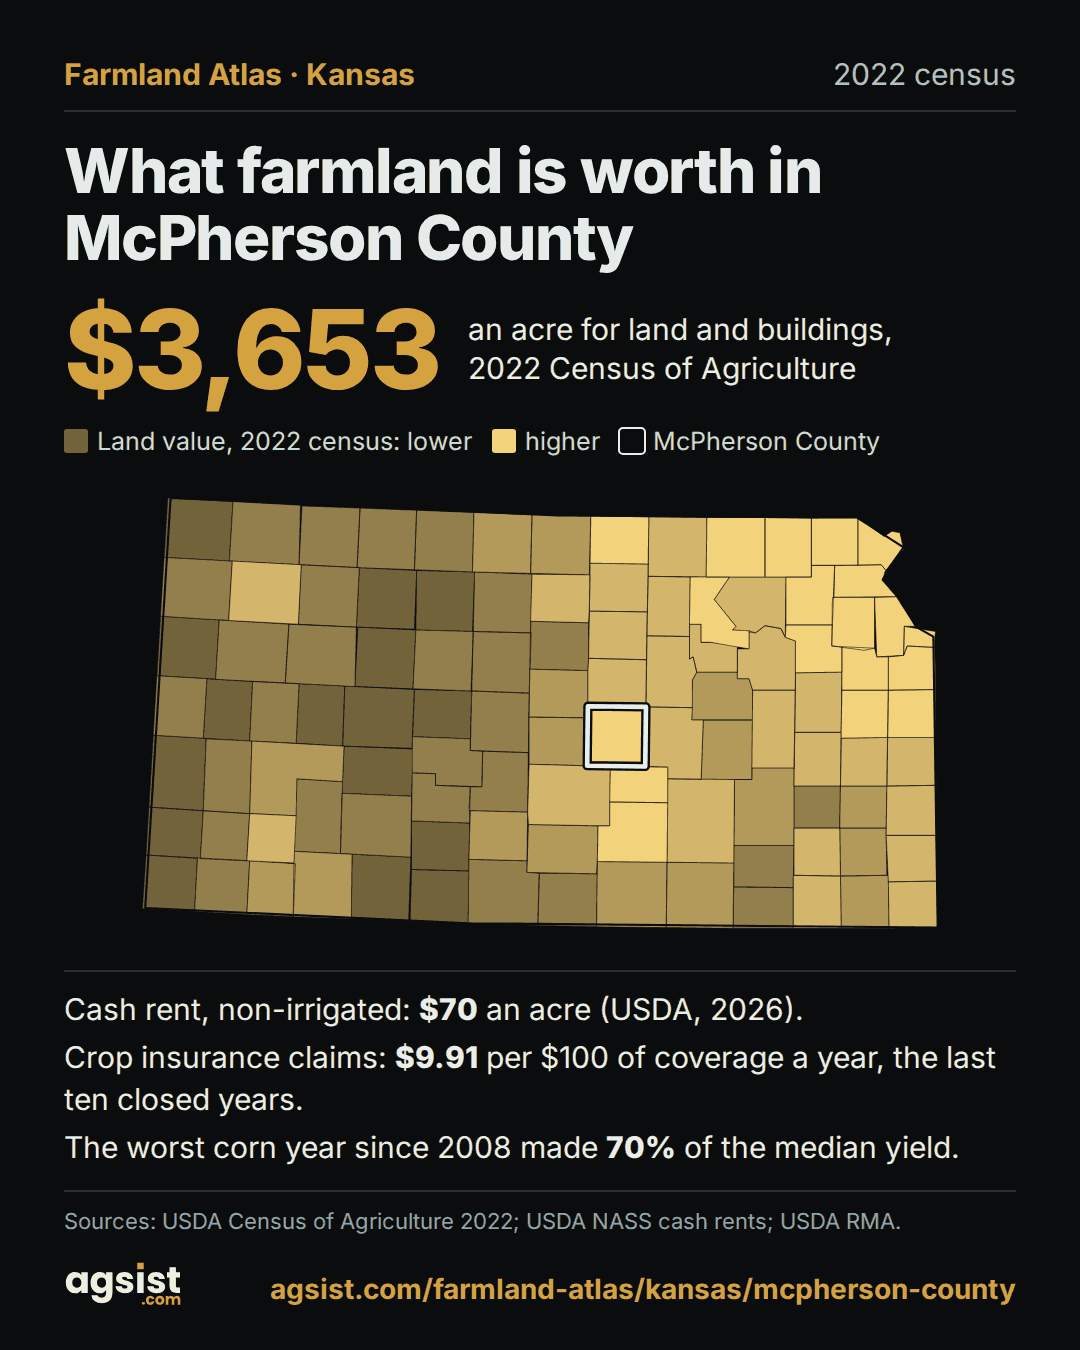 Farmland Atlas · Kansas
2022 census
What farmland is worth in
McPherson County
$3,653
an acre for land and buildings,
2022 Census of Agriculture
Land value, 2022 census: lower
higher
McPherson County
Cash rent, non-irrigated: $70 an acre (USDA, 2026).
Crop insurance claims: $9.91 per $100 of coverage a year, the last
ten closed years.
The worst corn year since 2008 made 70% of the median yield.
Sources: USDA Census of Agriculture 2022; USDA NASS cash rents; USDA RMA.
agsist
.com
agsist.com/farmland-atlas/kansas/mcpherson-county